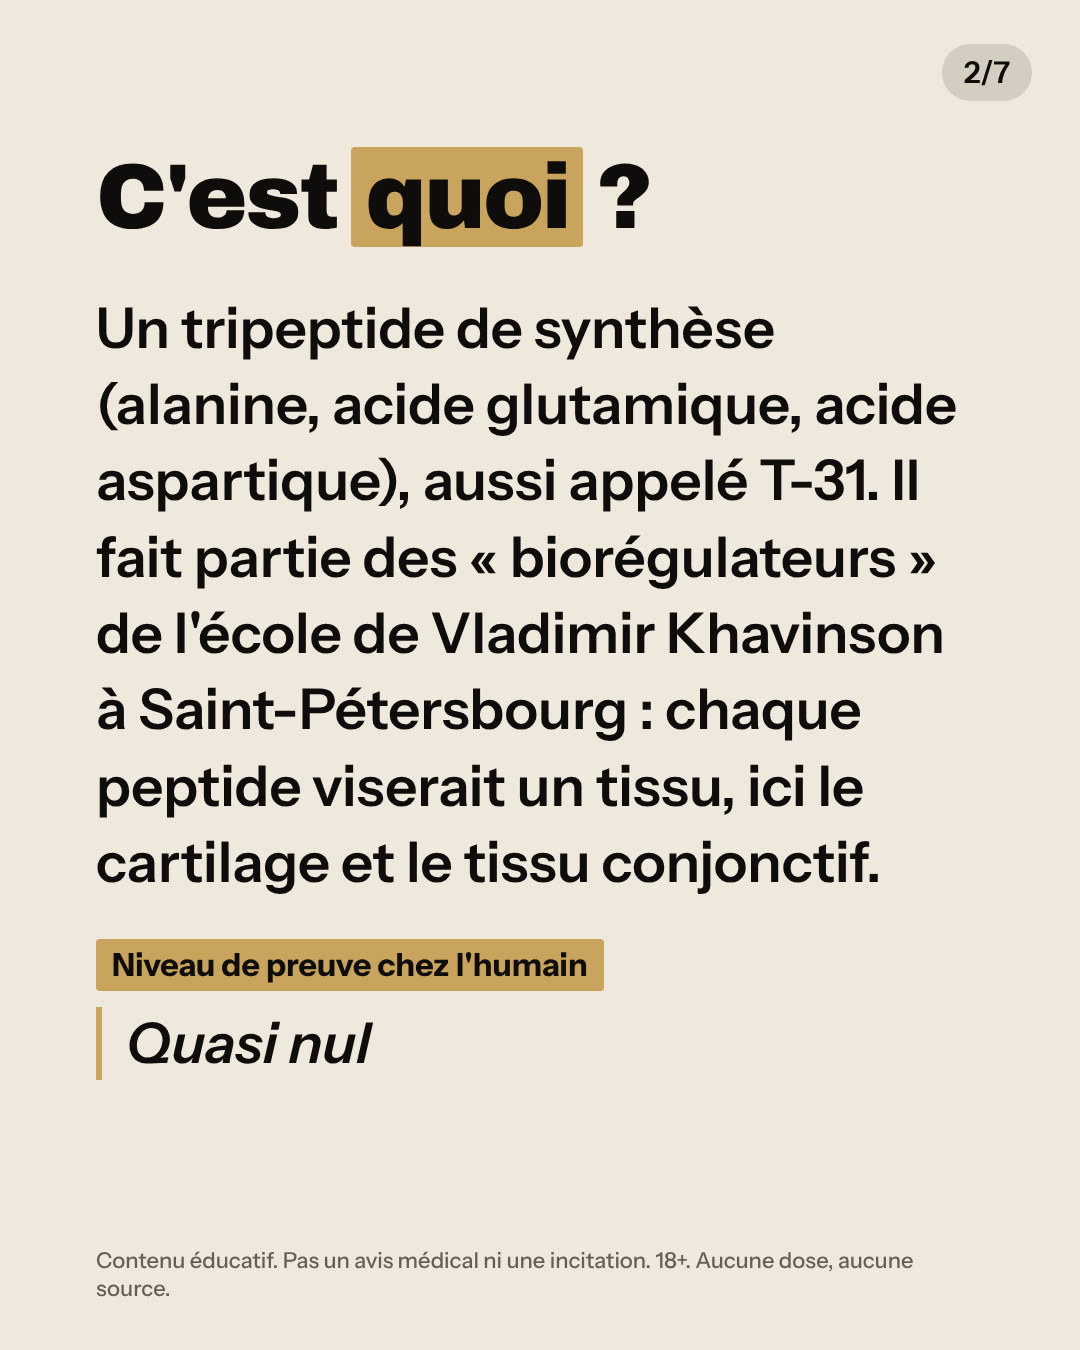 2/7
C'est quoi ?
Un tripeptide de synthèse
(alanine, acide glutamique, acide
aspartique), aussi appelé T-31. Il
fait partie des « biorégulateurs »
de l'école de Vladimir Khavinson
à Saint-Pétersbourg : chaque
peptide viserait un tissu, ici le
cartilage et le tissu conjonctif.
Niveau de preuve chez l'humain
Quasi nul
Contenu éducatif. Pas un avis médical ni une incitation. 18+. Aucune dose, aucune
source.